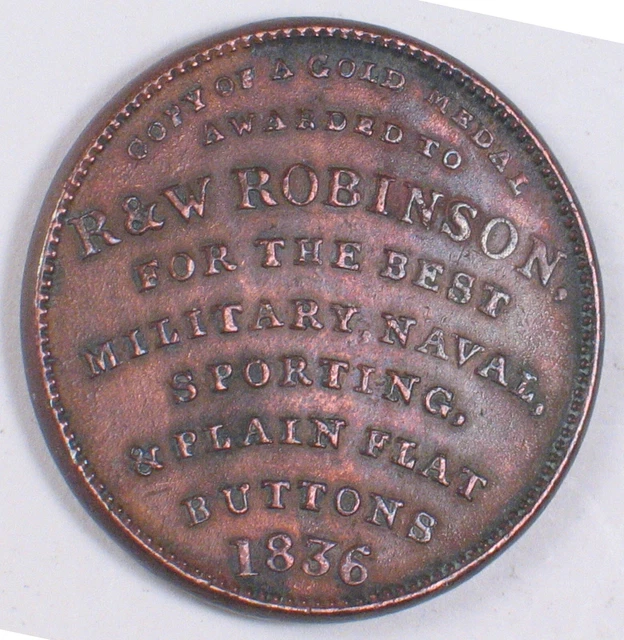 COPY OF A GOLD MEDAL
AWARDED TO
R&W ROBINSON.
FOR THE BEST
MILITARY, NAVAL,
SPORTING,
& PLAIN FLAT
BUTTONS
1836